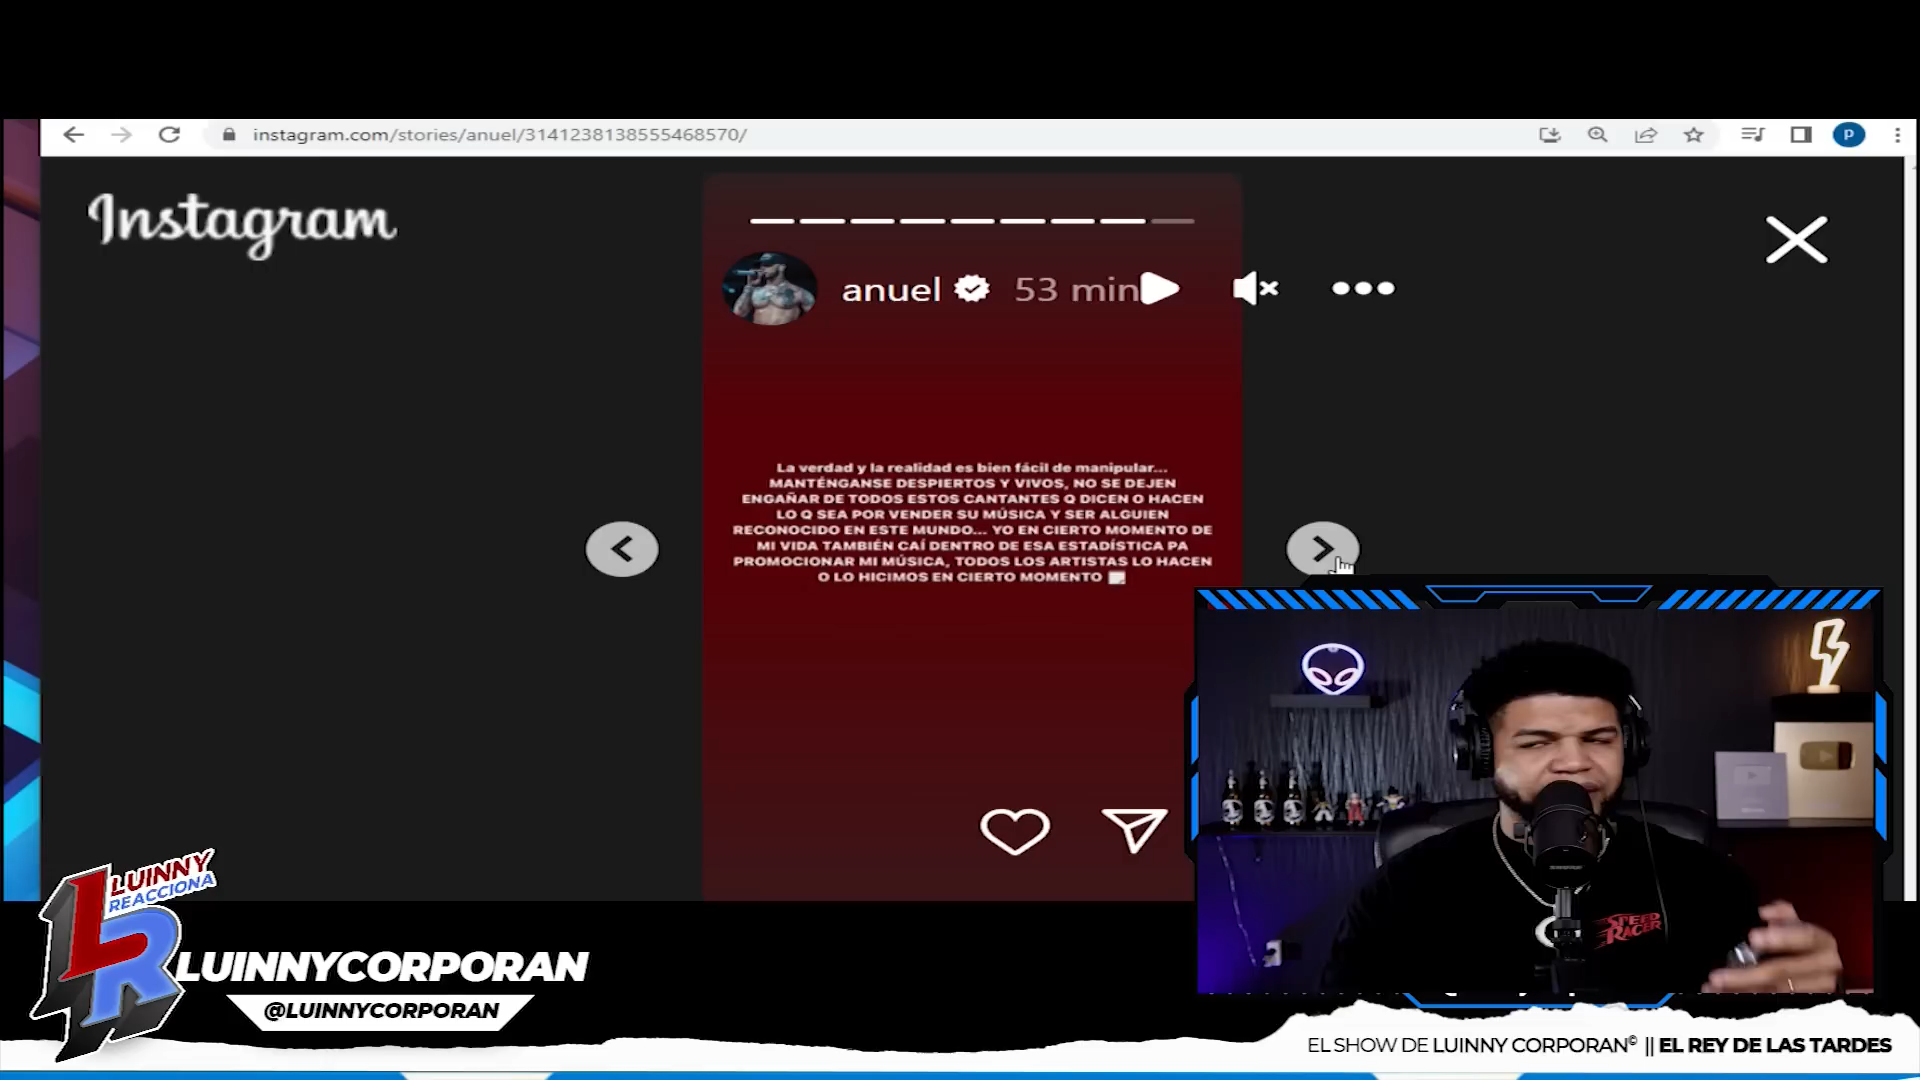 instagram.com/stories/anuel/3141238138555468570/
P
Instagram
anuel 53 min
La verdad y la realidad es bien fácil de manipular...
MANTÉNGANSE DESPIERTOS Y VIVOS, NO SE DEJEN
ENGAÑAR DE TODOS ESTOS CANTANTES Q DICEN O HACEN
LO Q SEA POR VENDER SU MÚSICA Y SER ALGUIEN
RECONOCIDO EN ESTE MUNDO... YO EN CIERTO MOMENTO DE
MI VIDA TAMBIÉN CAÍ DENTRO DE ESA ESTADÍSTICA PA
PROMOCIONAR MI MÚSICA, TODOS LOS ARTISTAS LO HACEN
O LO HICIMOS EN CIERTO MOMENTO
SPEED
RACER
LUINNY
REACCIONA
LR
LUINNYCORPORAN
@LUINNYCORPORAN
EL SHOW DE LUINNY CORPORAN© || EL REY DE LAS TARDES